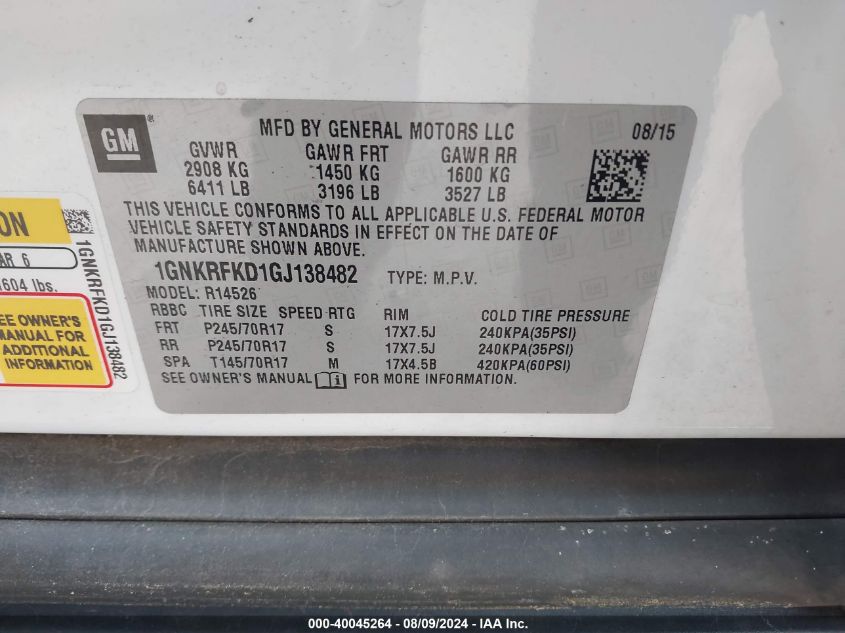 GM®
MFD BY GENERAL MOTORS LLC 08/15
GVWR GAWR FRT GAWR RR
2908 KG 1450 KG 1600 KG
6411 LB 3196 LB 3527 LB
THIS VEHICLE CONFORMS TO ALL APPLICABLE U.S. FEDERAL MOTOR
VEHICLE SAFETY STANDARDS IN EFFECT ON THE DATE OF
MANUFACTURE SHOWN ABOVE.
1GNKRFKD1GJ138482 TYPE: M.P.V.
MODEL: R14526
RBBC TIRE SIZE SPEED RTG RIM COLD TIRE PRESSURE
FRT P245/70R17 S 17X7.5J 240KPA(35PSI)
RR P245/70R17 S 17X7.5J 240KPA(35PSI)
SPA T145/70R17 M 17X4.5B 420KPA(60PSI)
SEE OWNER'S MANUAL FOR MORE INFORMATION.
ON
AR 6
604 lbs.
EE OWNER'S
MANUAL FOR
ADDITIONAL
INFORMATION
1GNKRFKD1GJ138482
000-40045264 - 08/09/2024 - IAA Inc.